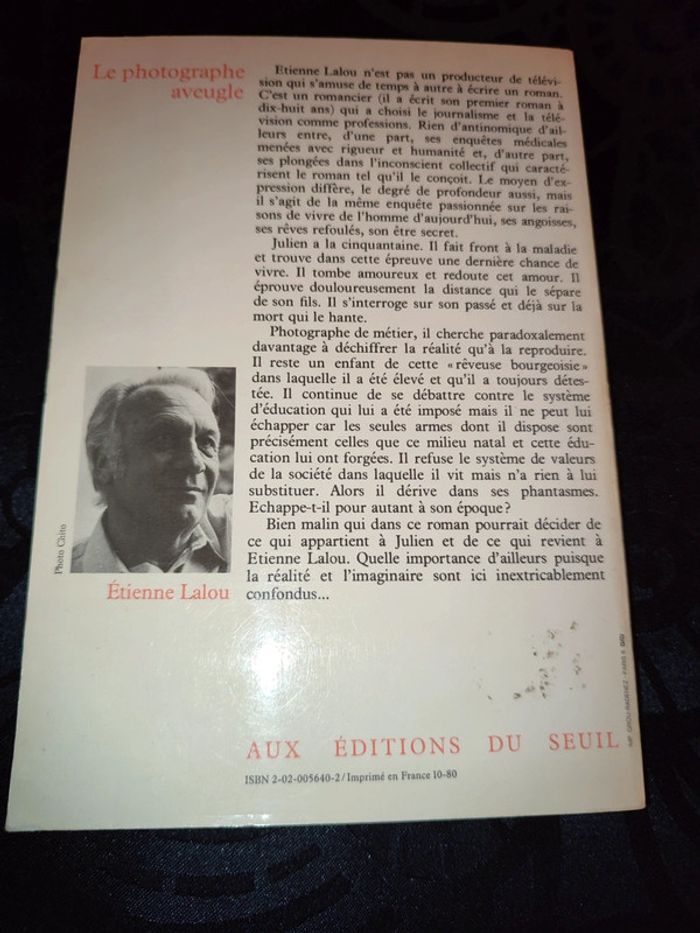 Le photographe
aveugle
Etienne Lalou n'est pas un producteur de télévi-
sion qui s'amuse de temps à autre à écrire un roman.
C'est un romancier (il a écrit son premier roman à
dix-huit ans) qui a choisi le journalisme et la télé-
vision comme professions. Rien d'antinomique d'ail-
leurs entre, d'une part, ses enquêtes médicales
menées avec rigueur et humanité et, d'autre part,
ses plongées dans l'inconscient collectif qui caracté-
risent le roman tel qu'il le conçoit. Le moyen d'ex-
pression diffère, le degré de profondeur aussi, mais
il s'agit de la même enquête passionnée sur les rai-
sons de vivre de l'homme d'aujourd'hui, ses angoisses,
ses rêves refoulés, son être secret.
Julien a la cinquantaine. Il fait front à la maladie
et trouve dans cette épreuve une dernière chance de
vivre. Il tombe amoureux et redoute cet amour. Il
éprouve douloureusement la distance qui le sépare
de son fils. Il s'interroge sur son passé et déjà sur la
mort qui le hante.
Photographe de métier, il cherche paradoxalement
davantage à déchiffrer la réalité qu'à la reproduire.
Il reste un enfant de cette «rêveuse bourgeoisie»
dans laquelle il a été élevé et qu'il a toujours détes-
tée. Il continue de se débattre contre le système
d'éducation qui lui a été imposé mais il ne peut lui
échapper car les seules armes dont il dispose sont
précisément celles que ce milieu natal et cette édu-
cation lui ont forgées. Il refuse le système de valeurs
de la société dans laquelle il vit mais n'a rien à lui
substituer. Alors il dérive dans ses phantasmes.
Echappe-t-il pour autant à son époque?
Bien malin qui dans ce roman pourrait décider de
ce qui appartient à Julien et de ce qui revient à
Etienne Lalou. Quelle importance d'ailleurs puisque
la réalité et l'imaginaire sont ici inextricablement
confondus...
Photo Chito
Étienne Lalou
AUX ÉDITIONS DU SEUIL
ISBN 2-02-005640-2/Imprimé en France 10-80
IMP. GROU-RADENEZ - PARIS 6